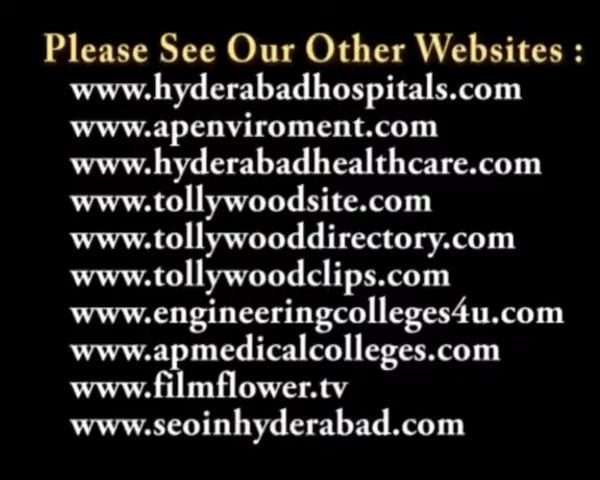 Please See Our Other Websites :
www.hyderabadhospitals.com
www.apenviroment.com
www.hyderabadhealthcare.com
www.tollywoodsite.com
www.tollywooddirectory.com
www.tollywoodclips.com
www.engineeringcolleges4u.com
www.apmedicalcolleges.com
www.filmflower.tv
www.seoinhyderabad.com